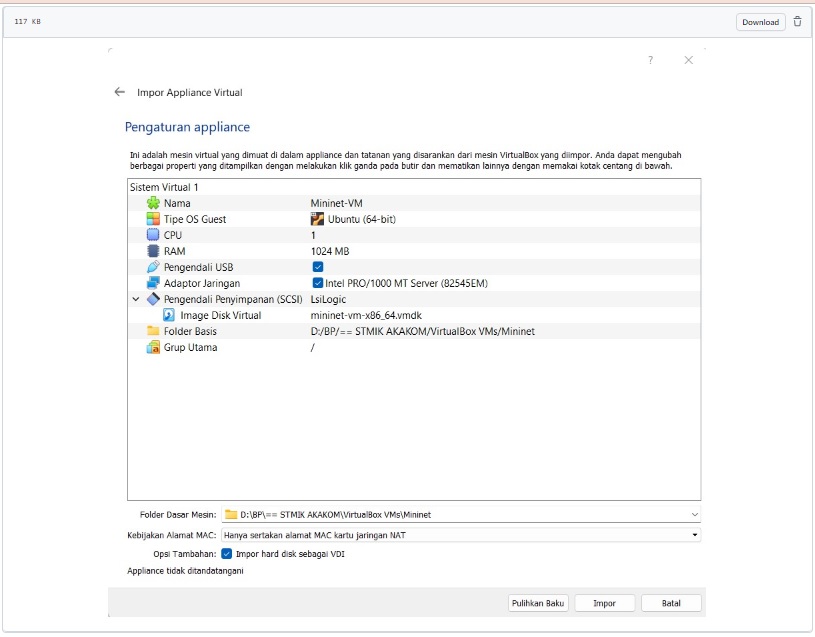 117 KB
Download
?
Impor Appliance Virtual
Pengaturan appliance
Ini adalah mesin virtual yang dimuat di dalam appliance dan tatanan yang disarankan dari mesin VirtualBox yang diimpor. Anda dapat mengubah
berbagai properti yang ditampilkan dengan melakukan klik ganda pada butir dan mematikan lainnya dengan memakai kotak centang di bawah.
Sistem Virtual 1
Nama Mininet-VM
Tipe OS Guest Ubuntu (64-bit)
CPU 1
RAM 1024 MB
Pengendali USB
Adaptor Jaringan Intel PRO/1000 MT Server (82545EM)
Pengendali Penyimpanan (SCSI) LsiLogic
Image Disk Virtual mininet-vm-x86_64.vmdk
Folder Basis D:/BP/== STMIK AKAKOM/VirtualBox VMs/Mininet
Grup Utama /
Folder Dasar Mesin: D:\BP\== STMIK AKAKOM\VirtualBox VMs\Mininet
Kebijakan Alamat MAC: Hanya sertakan alamat MAC kartu jaringan NAT
Opsi Tambahan: Impor hard disk sebagai VDI
Appliance tidak ditandatangani
Pulihkan Baku Impor Batal